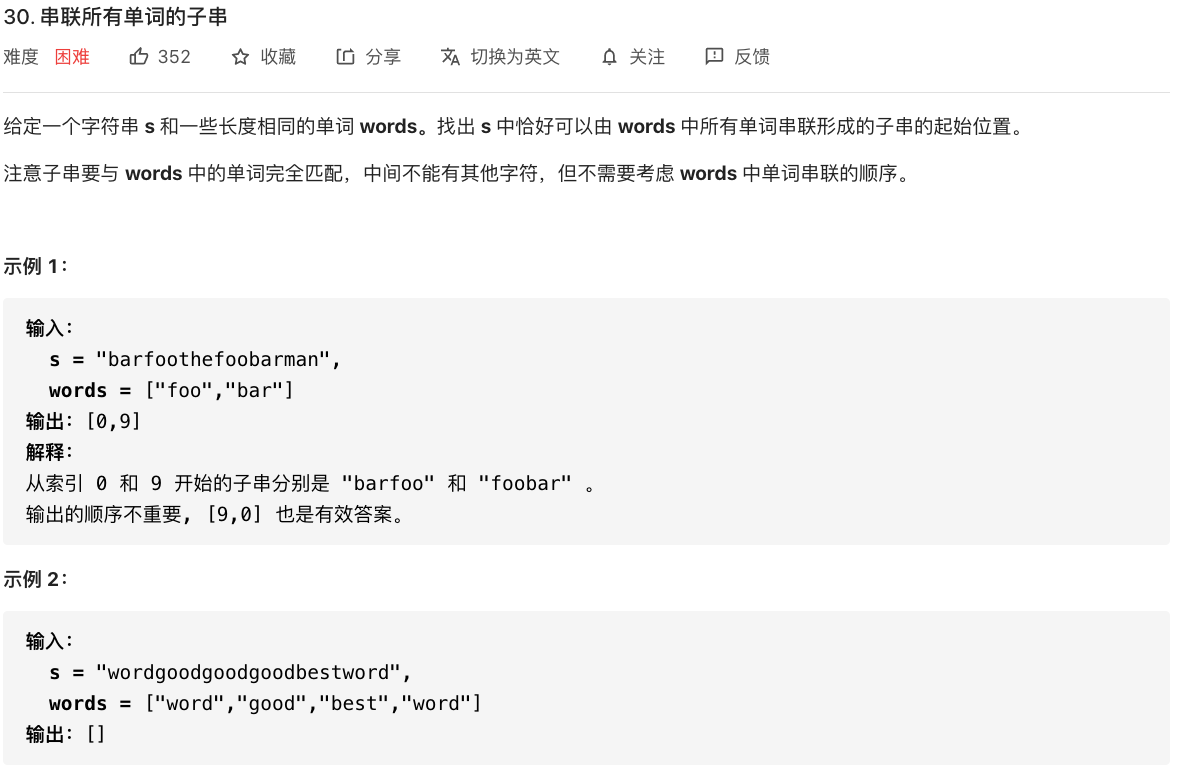 30. 串联所有单词的子串
难度 困难 352 收藏 分享 切换为英文 关注 反馈
给定一个字符串 s 和一些长度相同的单词 words。找出 s 中恰好可以由 words 中所有单词串联形成的子串的起始位置。
注意子串要与 words 中的单词完全匹配，中间不能有其他字符，但不需要考虑 words 中单词串联的顺序。
示例 1：
输入：
s = "barfoothefoobarman",
words = ["foo","bar"]
输出：[0,9]
解释：
从索引 0 和 9 开始的子串分别是 "barfoo" 和 "foobar" 。
输出的顺序不重要, [9,0] 也是有效答案。
示例 2：
输入：
s = "wordgoodgoodgoodbestword",
words = ["word","good","best","word"]
输出：[]